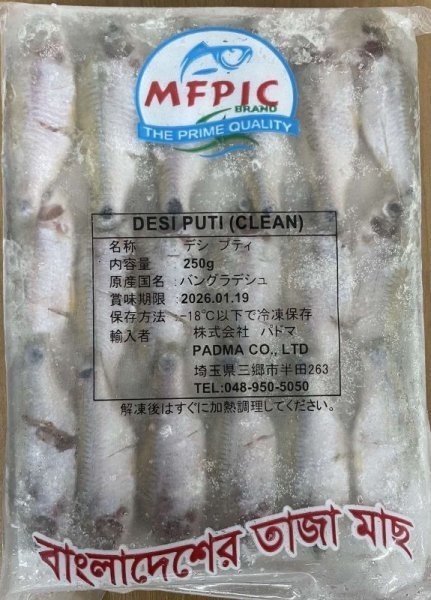 MFPIC
BRAND
THE PRIME QUALITY
DESI PUTI (CLEAN)
名称 デシ プティ
内容量 250g
原産国名：バングラデシュ
賞味期限：2026.01.19
保存方法：-18℃以下で冷凍保存
輸入者 株式会社 パドマ
PADMA CO., LTD
埼玉県三郷市半田263
TEL:048-950-5050
解凍後はすぐに加熱調理してください。
বাংলাদেশের তাজা মাছ